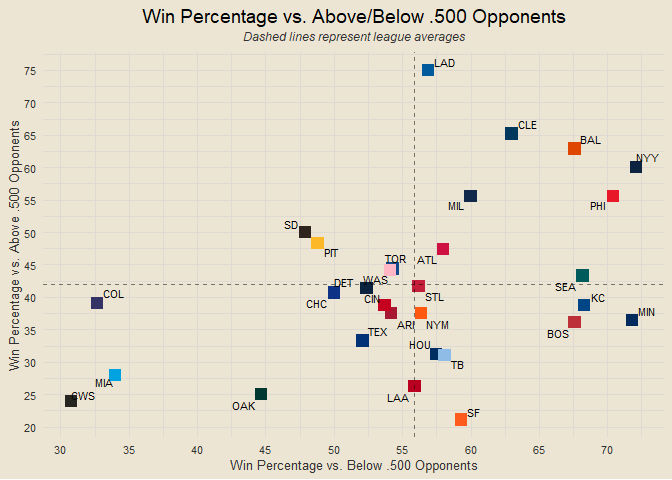 Win Percentage vs. Above/Below .500 Opponents
Dashed lines represent league averages
Win Percentage vs. Above .500 Opponents
75
70
65
60
55
50
45
40
35
30
25
20
LAD
CLE
BAL
NYY
MIL
PHI
SD
PIT
TOR
ATL
WAS
DET
SEA
COL
CHC
CIN
STL
KC
ARI
NYM
MIN
TEX
BOS
HOU
TB
MIA
CWS
OAK
LAA
SF
30
35
40
45
50
55
60
65
70
Win Percentage vs. Below .500 Opponents